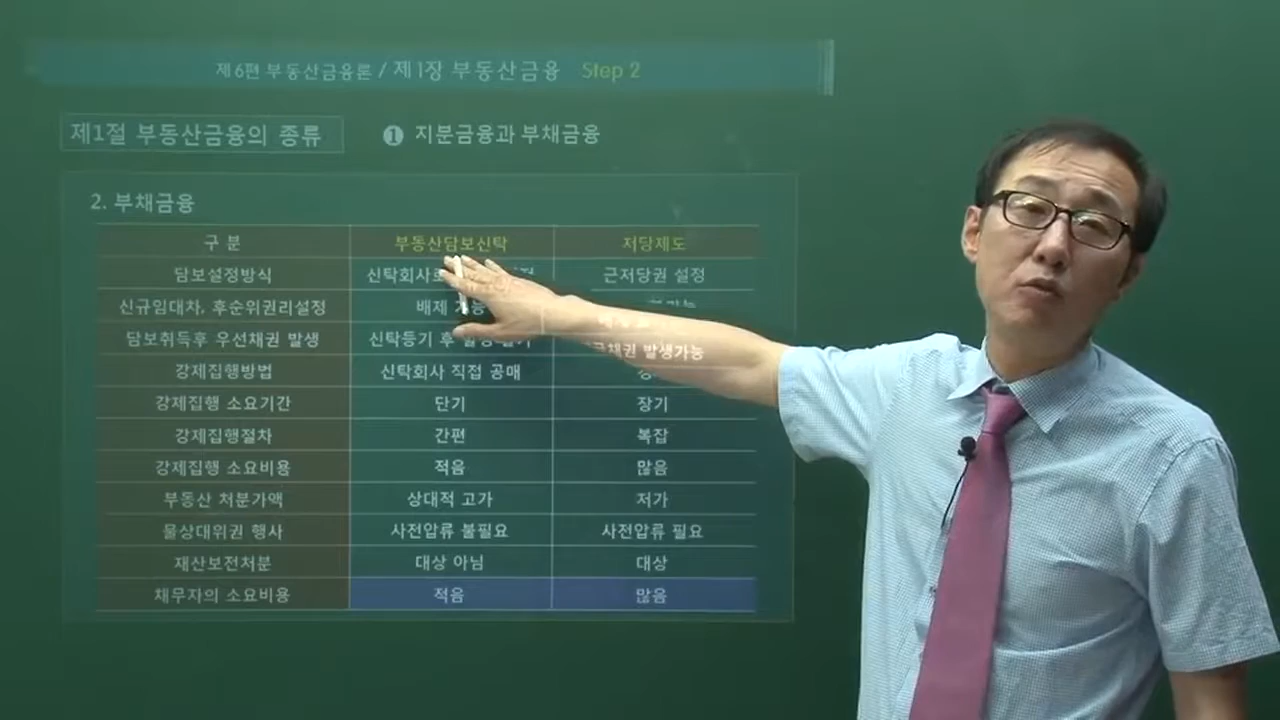 제6편 부동산금융론 / 제1장 부동산금융 Step 2
제1절 부동산금융의 종류 ❶ 지분금융과 부채금융
2. 부채금융
구 분 부동산담보신탁 저당제도
담보설정방식 신탁회사로 근저당권 설정
신규임대차, 후순위권리설정 배제 가능
담보취득후 우선채권 발생 신탁등기 후 발생가능
강제집행방법 신탁회사 직접 공매
강제집행 소요기간 단기 장기
강제집행절차 간편 복잡
강제집행 소요비용 적음 많음
부동산 처분가액 상대적 고가 저가
물상대위권 행사 사전압류 불필요 사전압류 필요
재산보전처분 대상 아님 대상
채무자의 소요비용 적음 많음